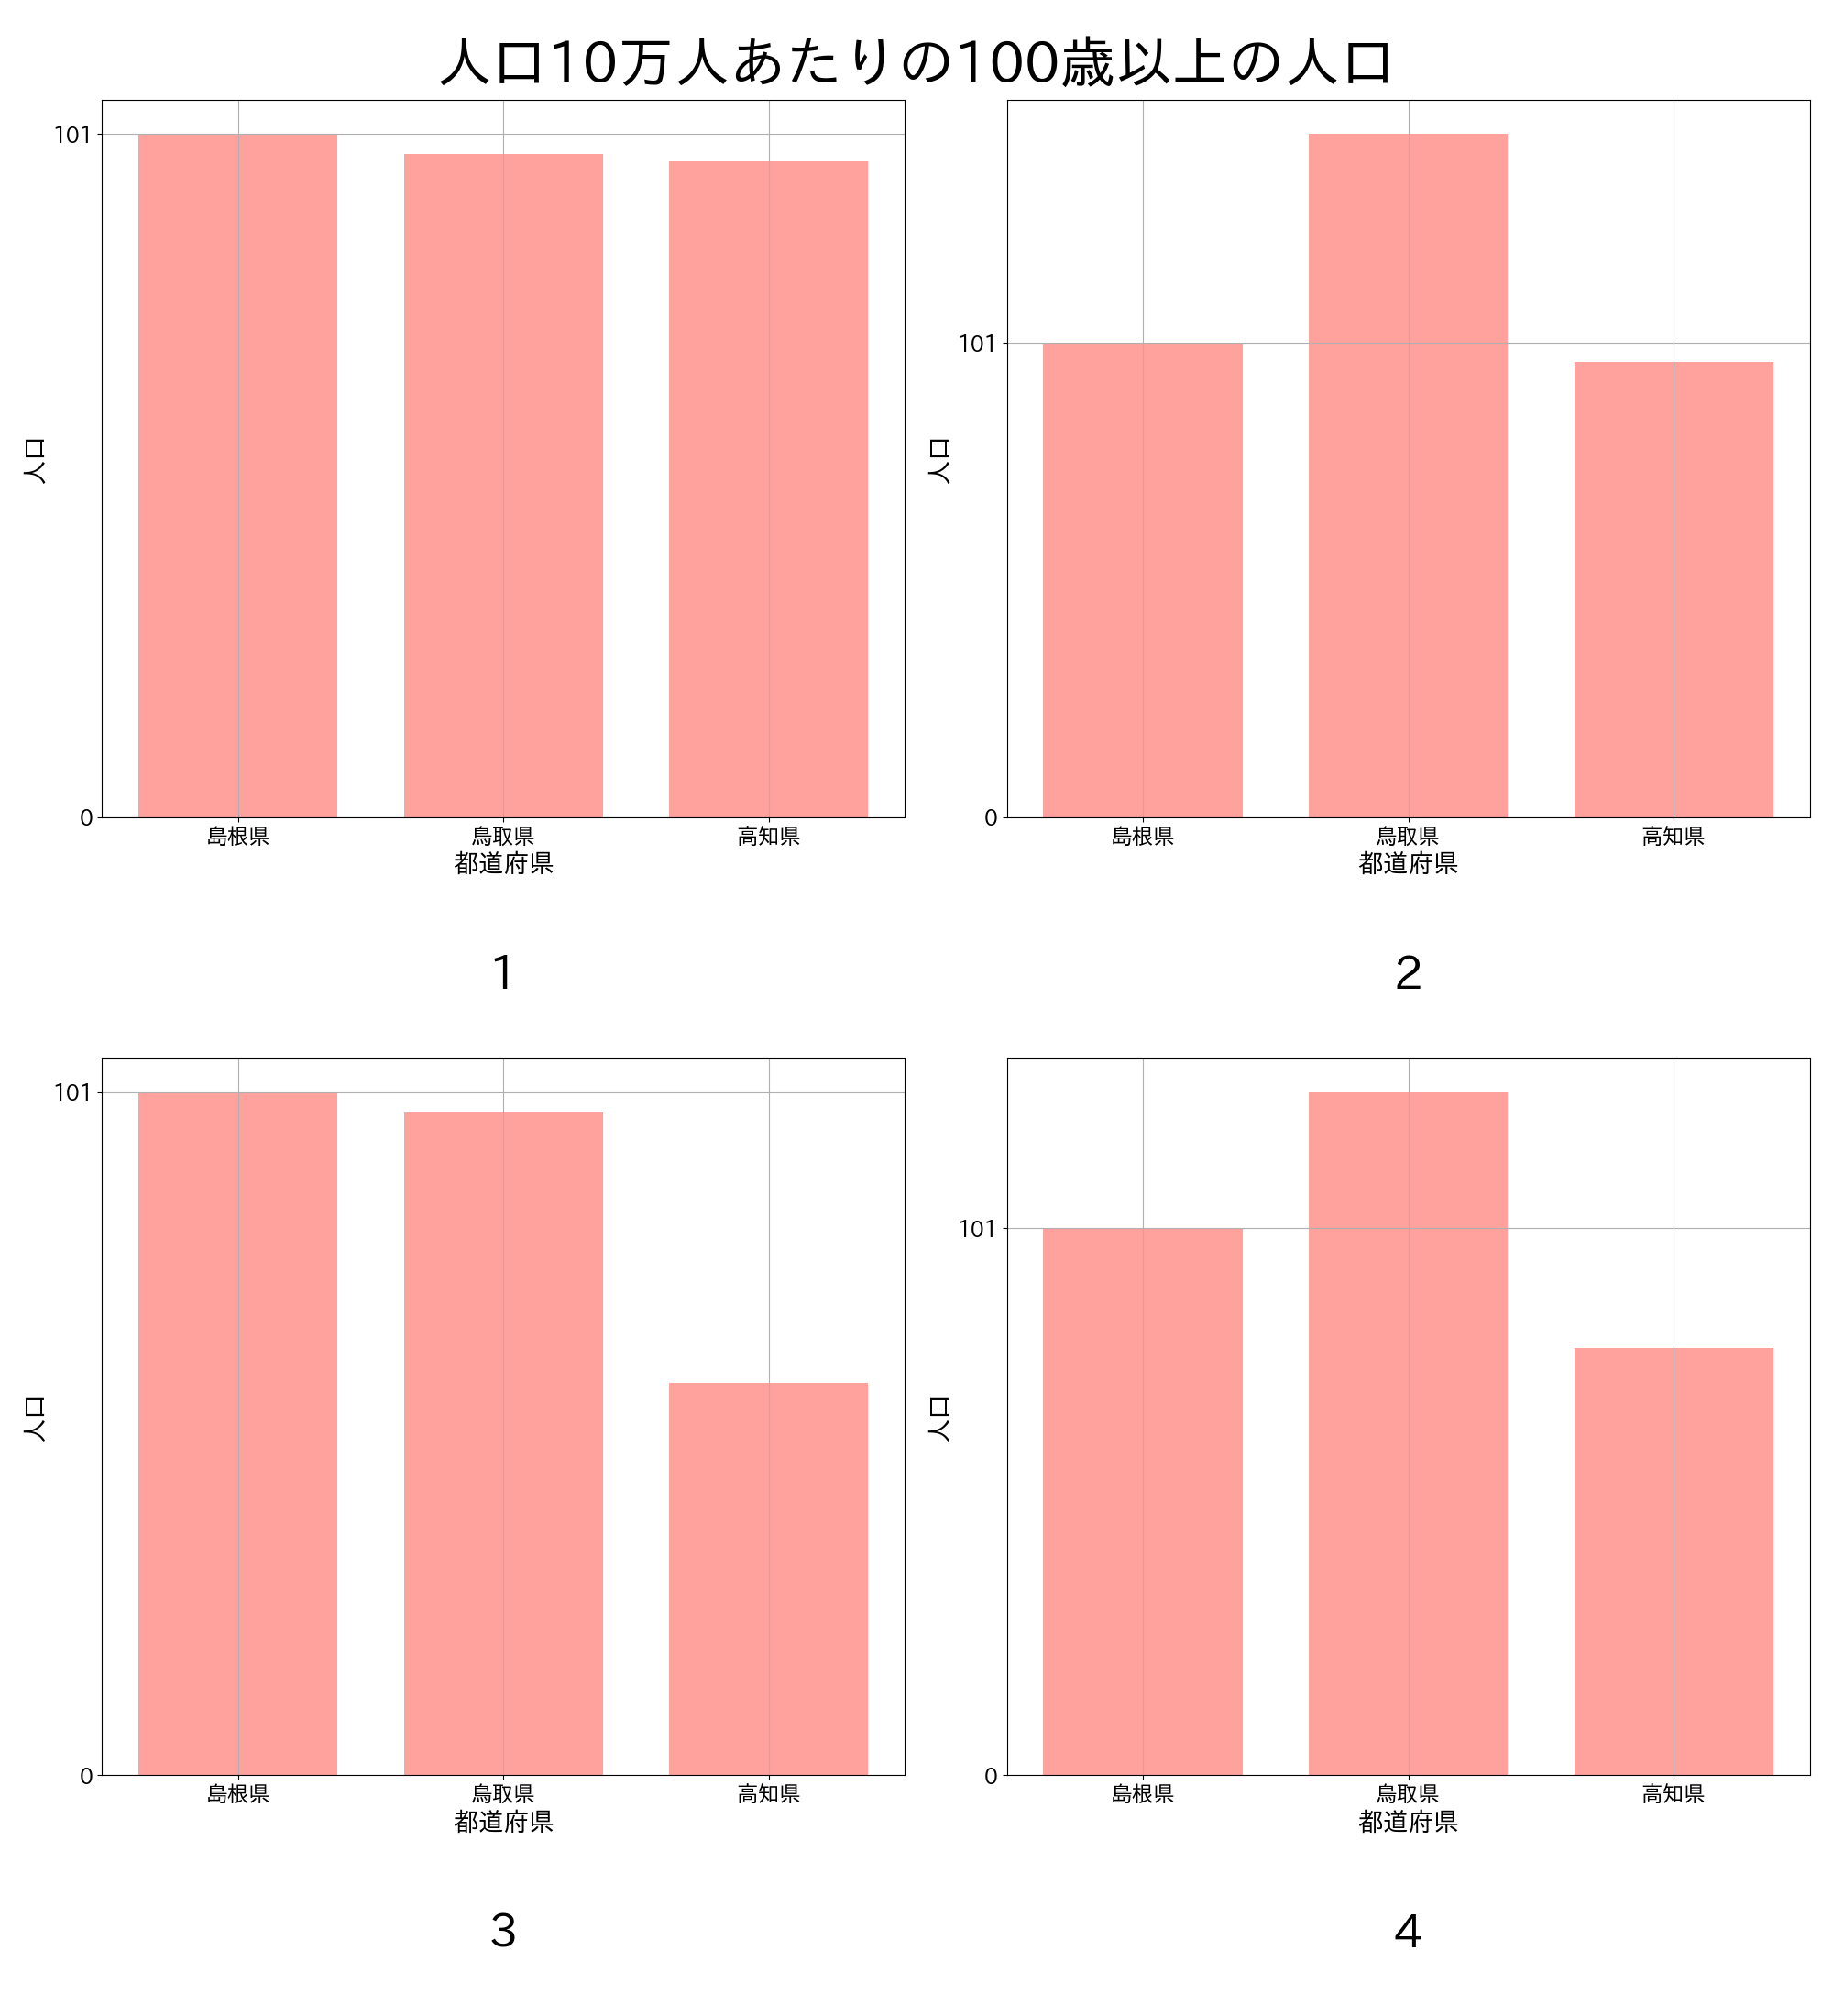 人口10万人あたりの100歳以上の人口
101
0
人口
島根県 鳥取県 高知県
都道府県
1
101
0
人口
島根県 鳥取県 高知県
都道府県
2
101
0
人口
島根県 鳥取県 高知県
都道府県
3
101
0
人口
島根県 鳥取県 高知県
都道府県
4